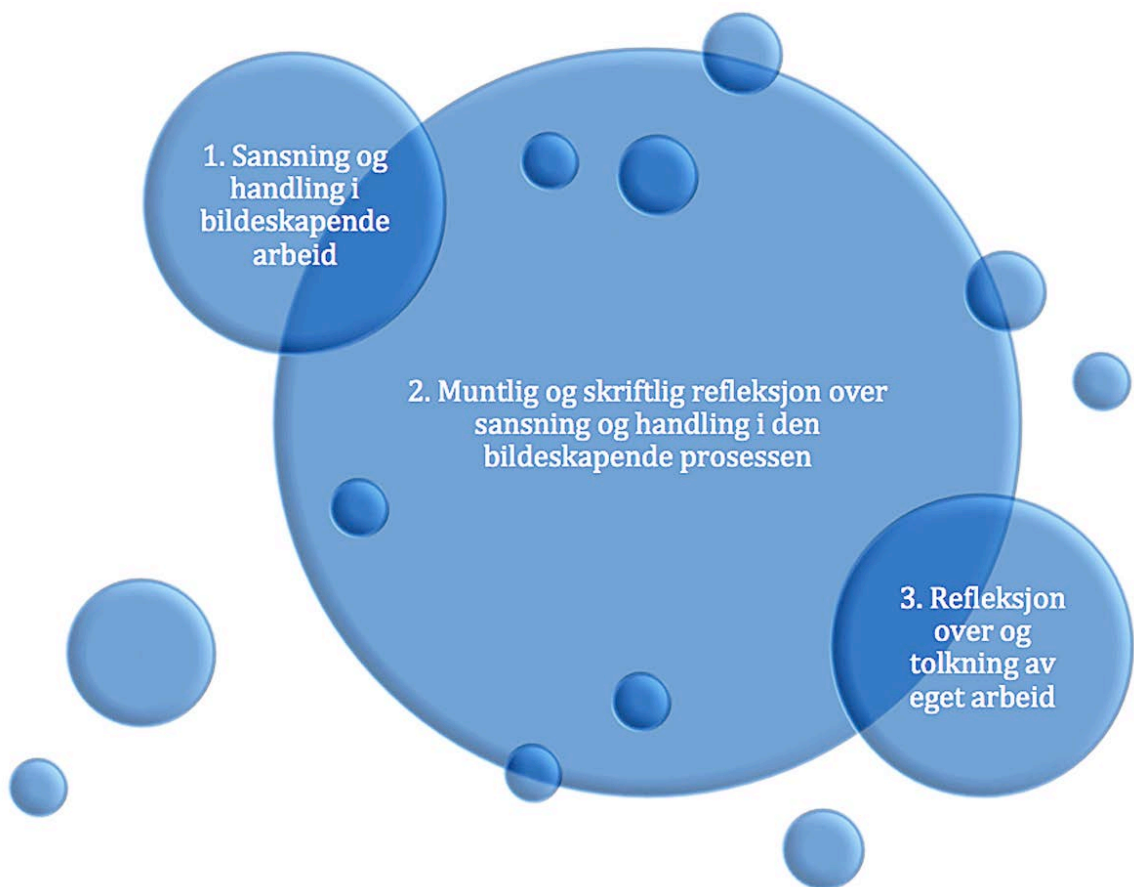 1. Sansning og
handling i
bildeskapende
arbeid
2. Muntlig og skriftlig refleksjon over
sansning og handling i den
bildeskapende prosessen
3. Refleksjon
over og
tolkning av
eget arbeid